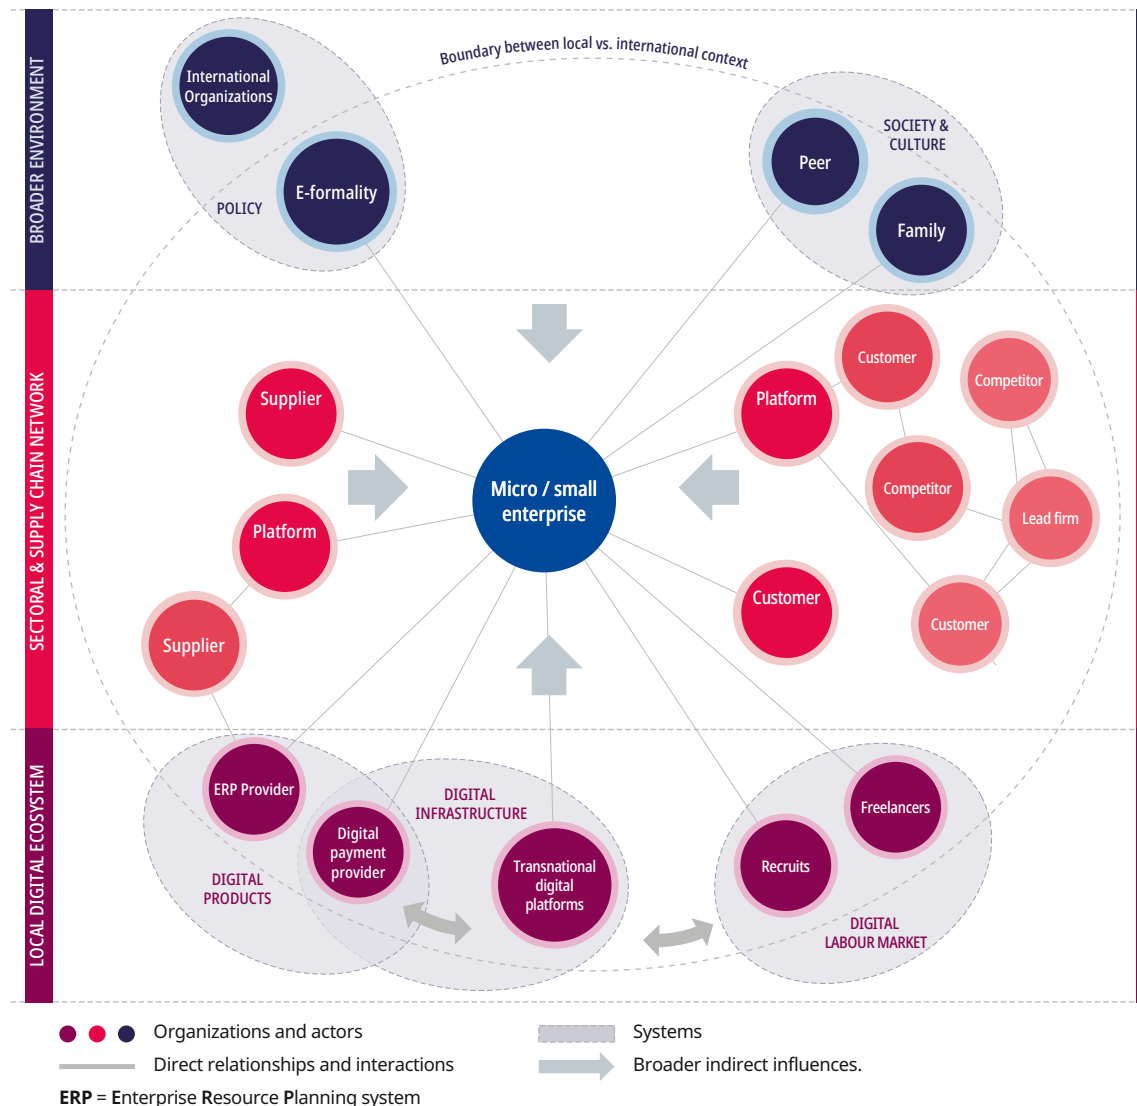 BROADER ENVIRONMENT
Boundary between local vs. international context
International
Organizations
E-formality
POLICY
SOCIETY &
CULTURE
Peer
Family
SECTORAL & SUPPLY CHAIN NETWORK
Supplier
Platform
Supplier
Micro / small
enterprise
Platform
Customer
Competitor
Competitor
Lead firm
Customer
Customer
LOCAL DIGITAL ECOSYSTEM
ERP Provider
Digital
payment
provider
DIGITAL
PRODUCTS
DIGITAL
INFRASTRUCTURE
Transnational
digital
platforms
Freelancers
Recruits
DIGITAL
LABOUR MARKET
Organizations and actors
Systems
Direct relationships and interactions
Broader indirect influences.
ERP = Enterprise Resource Planning system